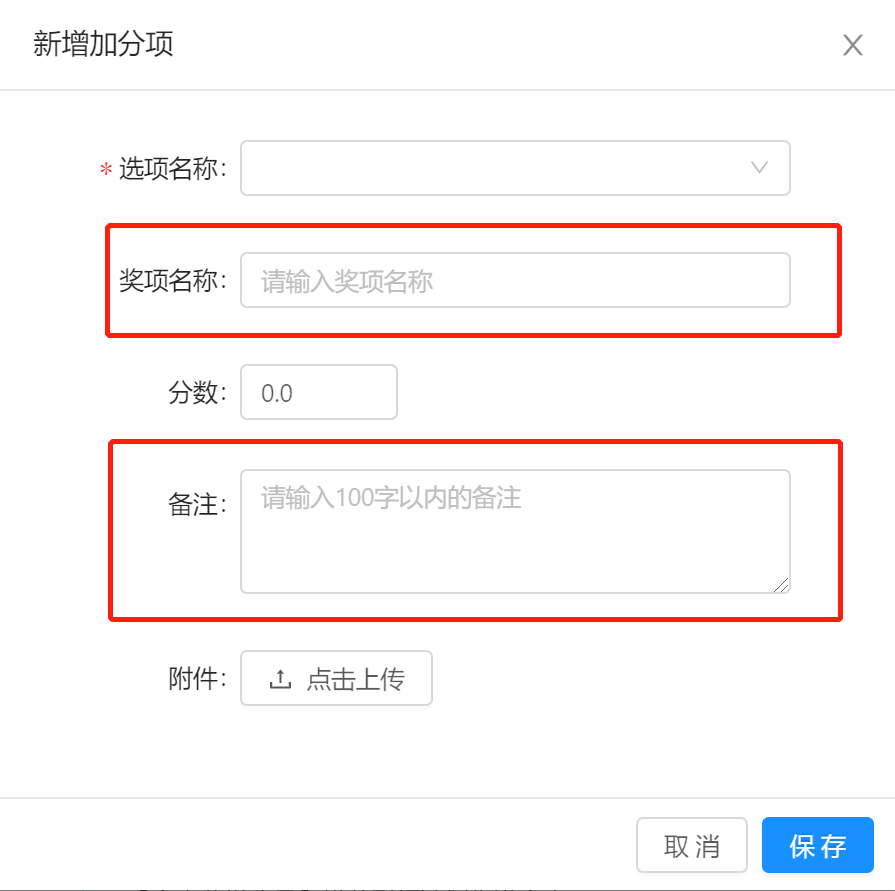 新增加分项
* 选项名称:
奖项名称: 请输入奖项名称
分数: 0.0
备注: 请输入100字以内的备注
附件: 点击上传
取消 保存